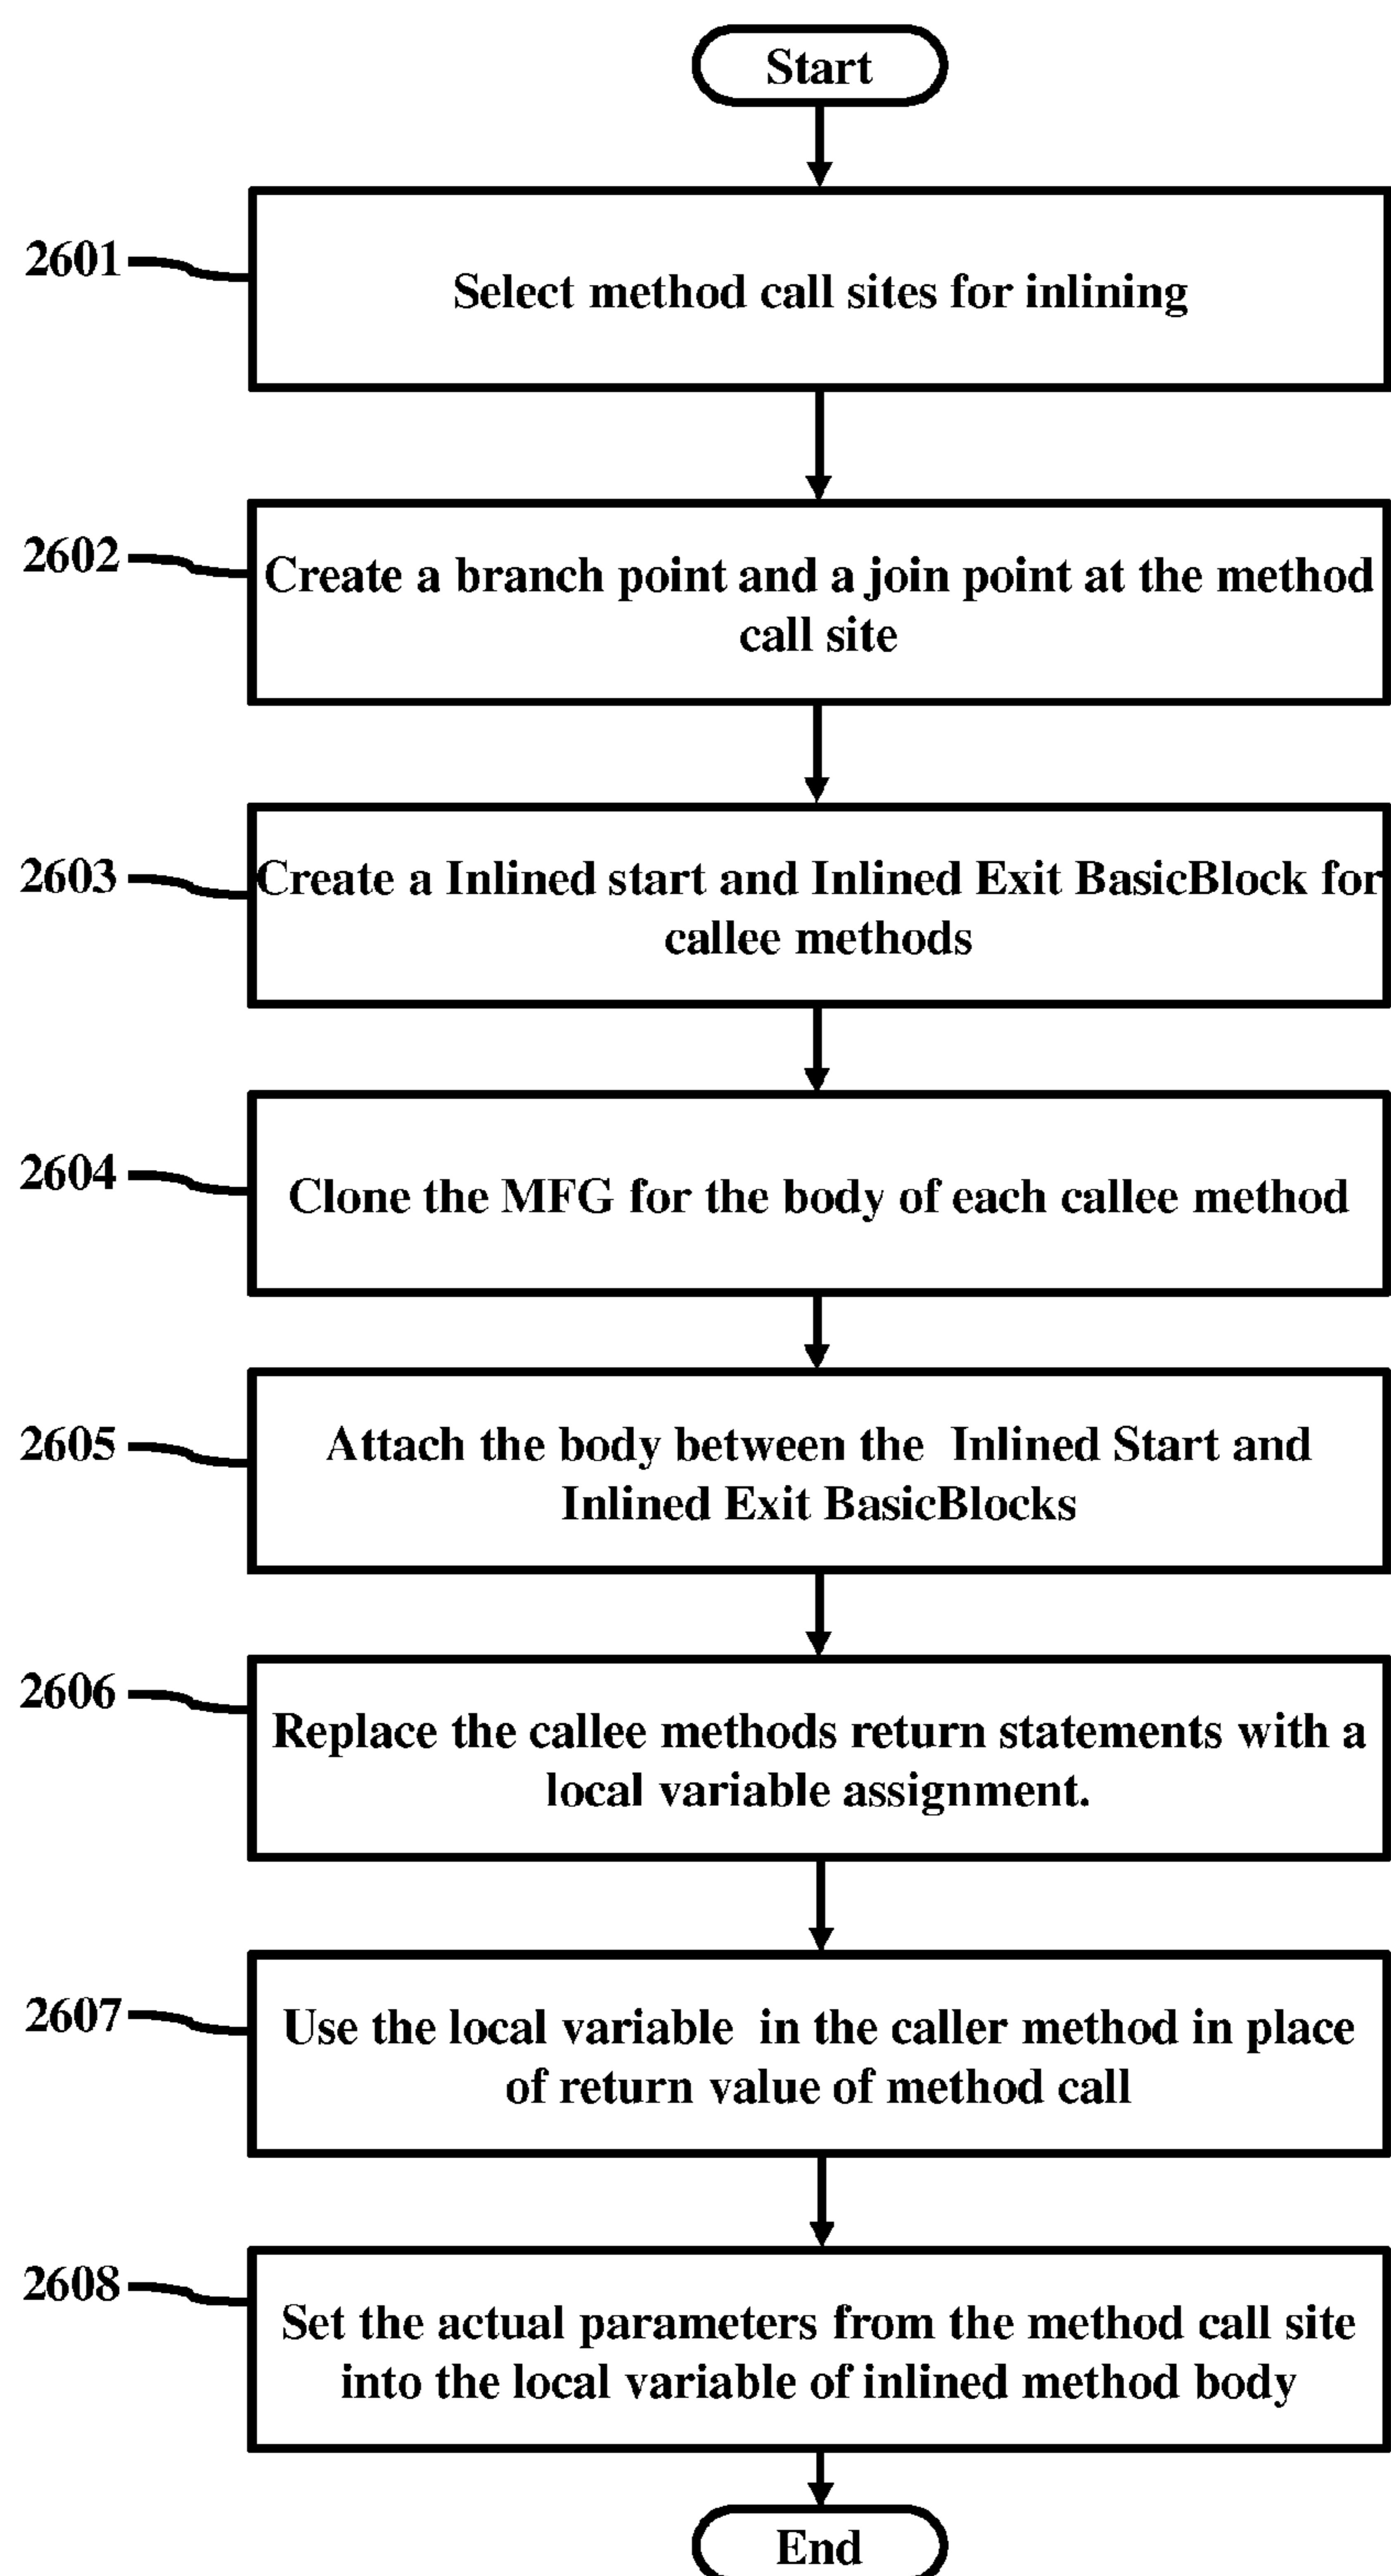 Start
2601
Select method call sites for inlining
2602
Create a branch point and a join point at the method
call site
2603
Create a Inlined start and Inlined Exit BasicBlock for
callee methods
2604
Clone the MFG for the body of each callee method
2605
Attach the body between the Inlined Start and
Inlined Exit BasicBlocks
2606
Replace the callee methods return statements with a
local variable assignment.
2607
Use the local variable in the caller method in place
of return value of method call
2608
Set the actual parameters from the method call site
into the local variable of inlined method body
End